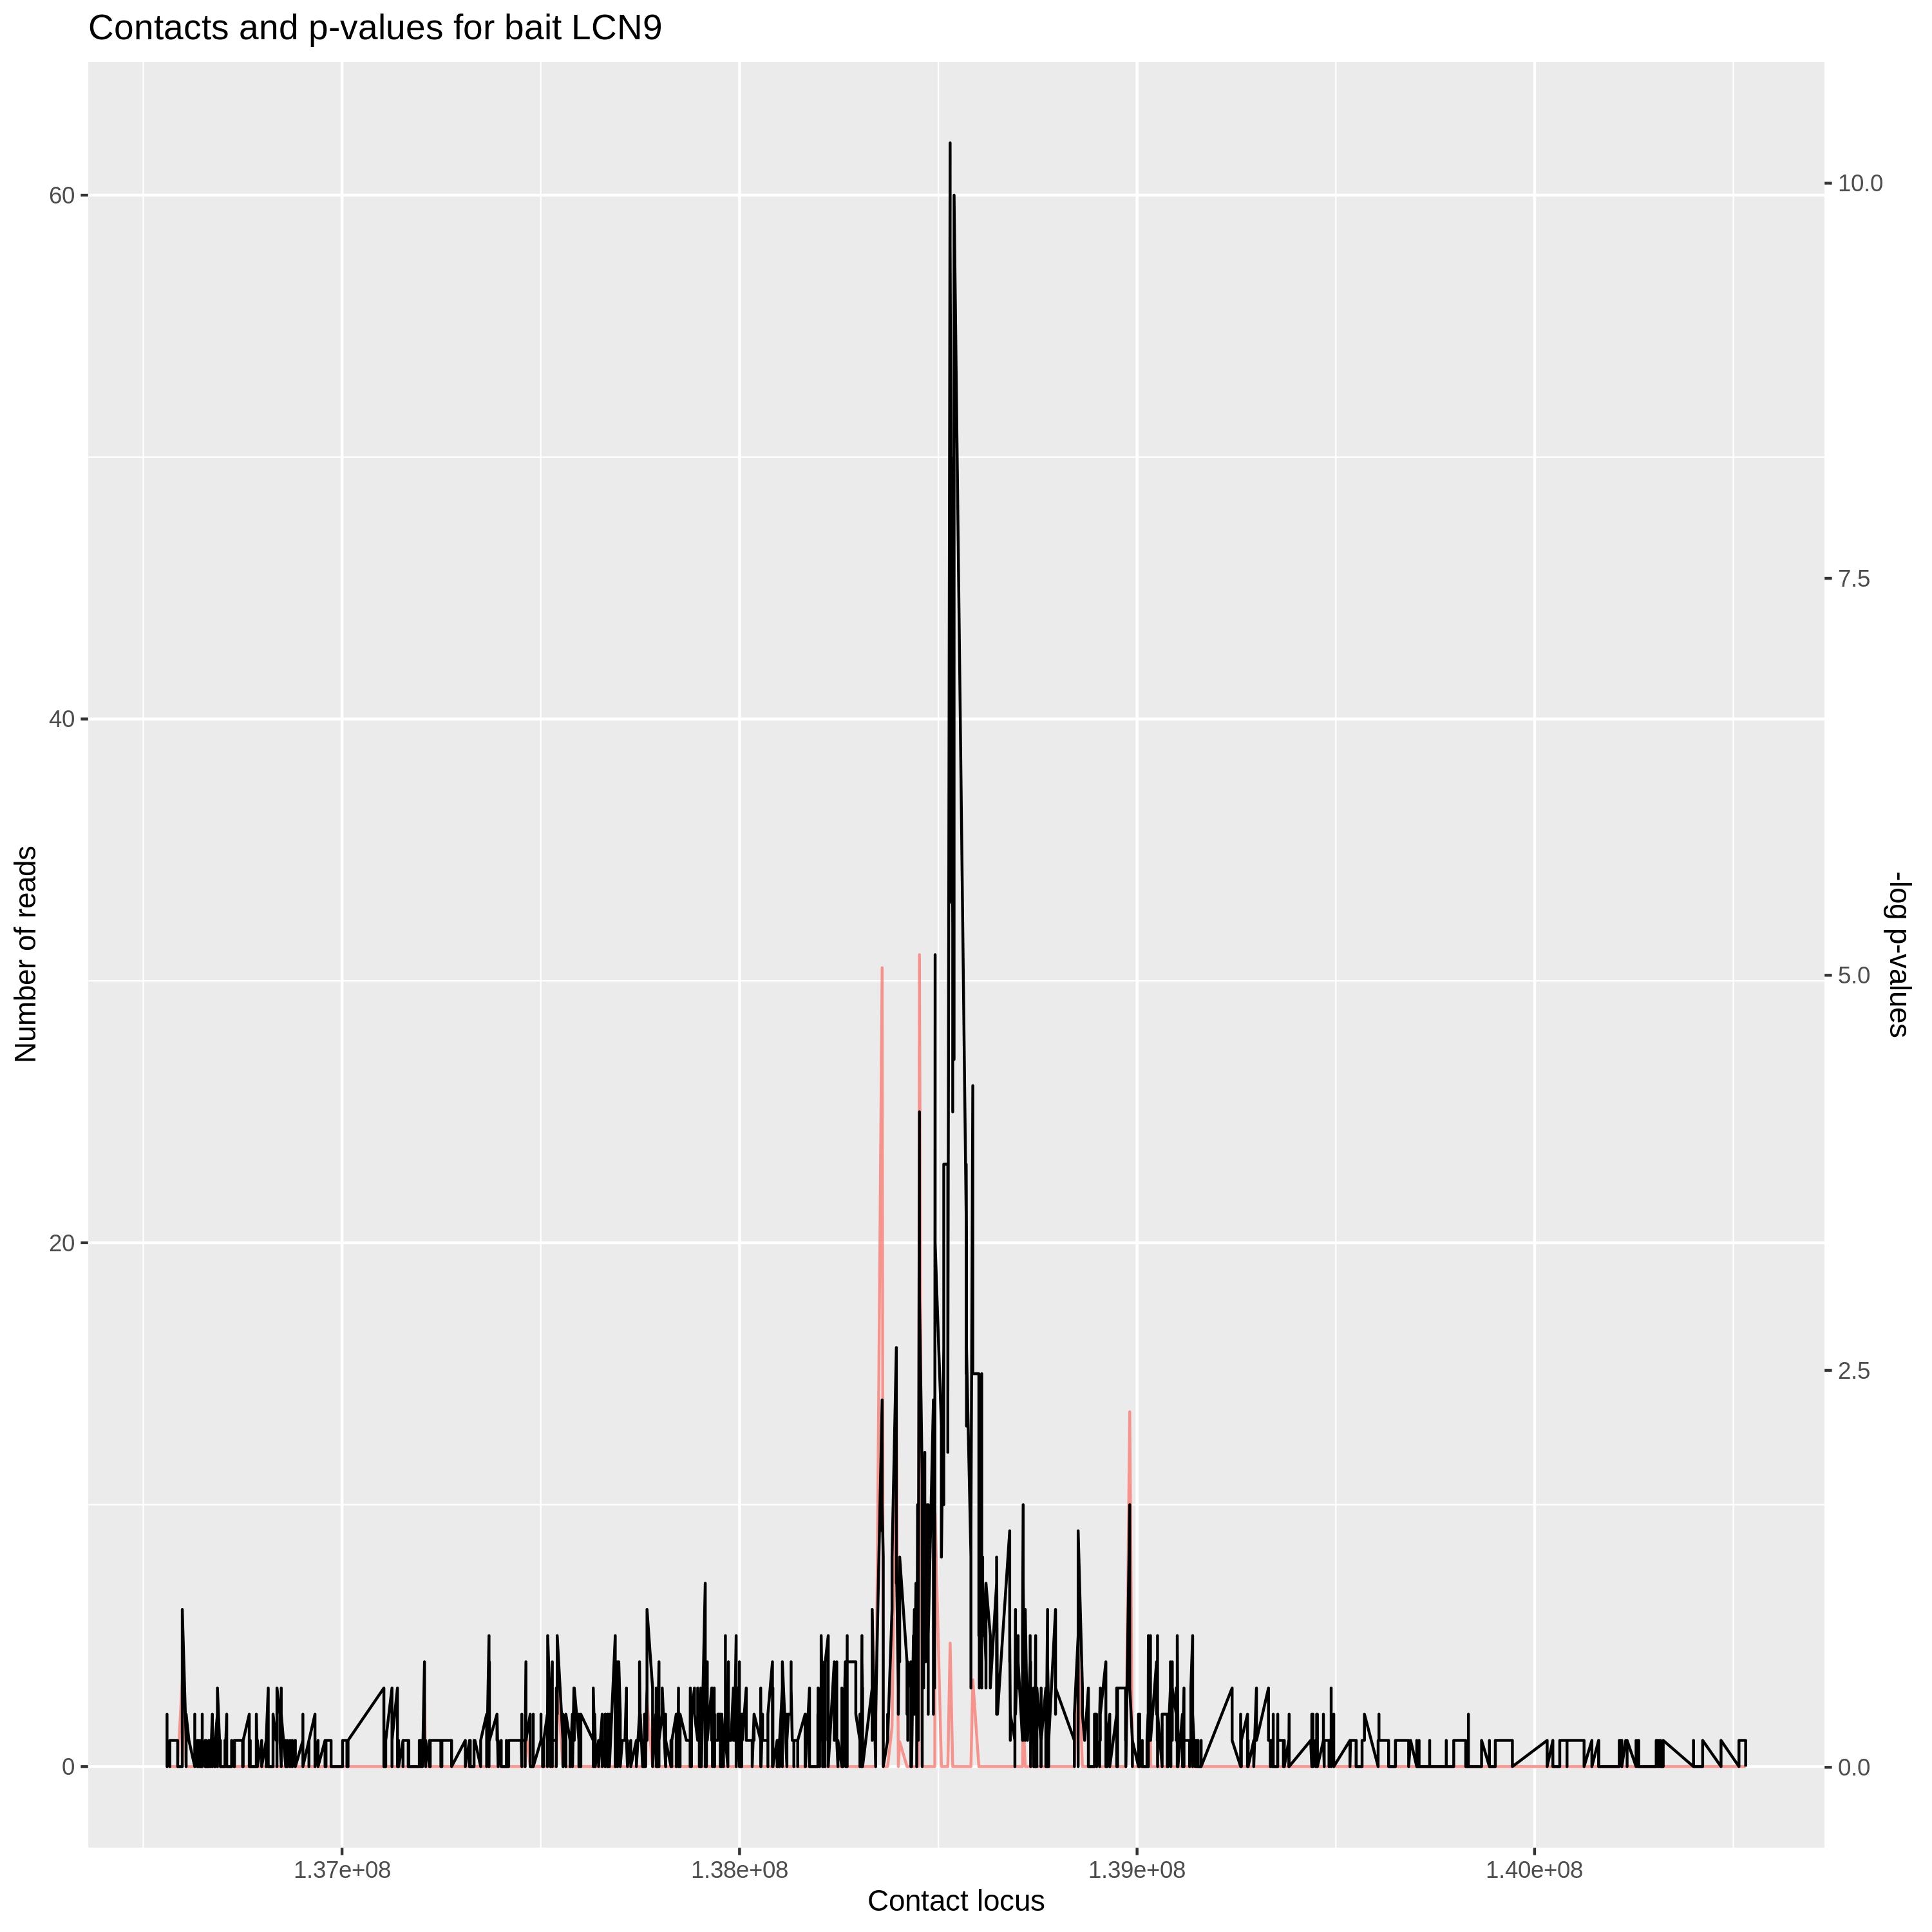 Contacts and p-values for bait LCN9
60
40
20
0
10.0
7.5
5.0
2.5
0.0
Number of reads
-log p-values
1.37e+08
1.38e+08
1.39e+08
1.40e+08
Contact locus